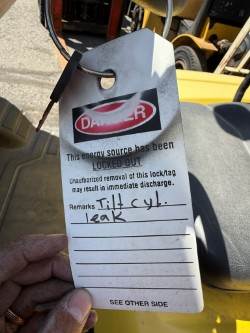 DANGER
This energy source has been
LOCKED OUT
Unauthorized removal of this lock/tag
may result in immediate discharge.
Remarks Tilt cyl.
leak
SEE OTHER SIDE